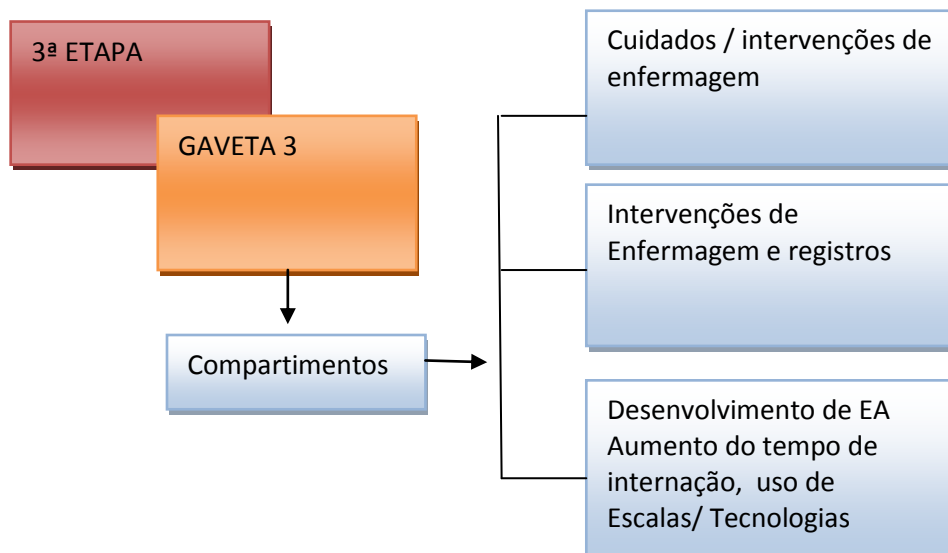 3ª ETAPA
GAVETA 3
Compartimentos
Cuidados / intervenções de
enfermagem
Intervenções de
Enfermagem e registros
Desenvolvimento de EA
Aumento do tempo de
internação, uso de
Escalas/ Tecnologias